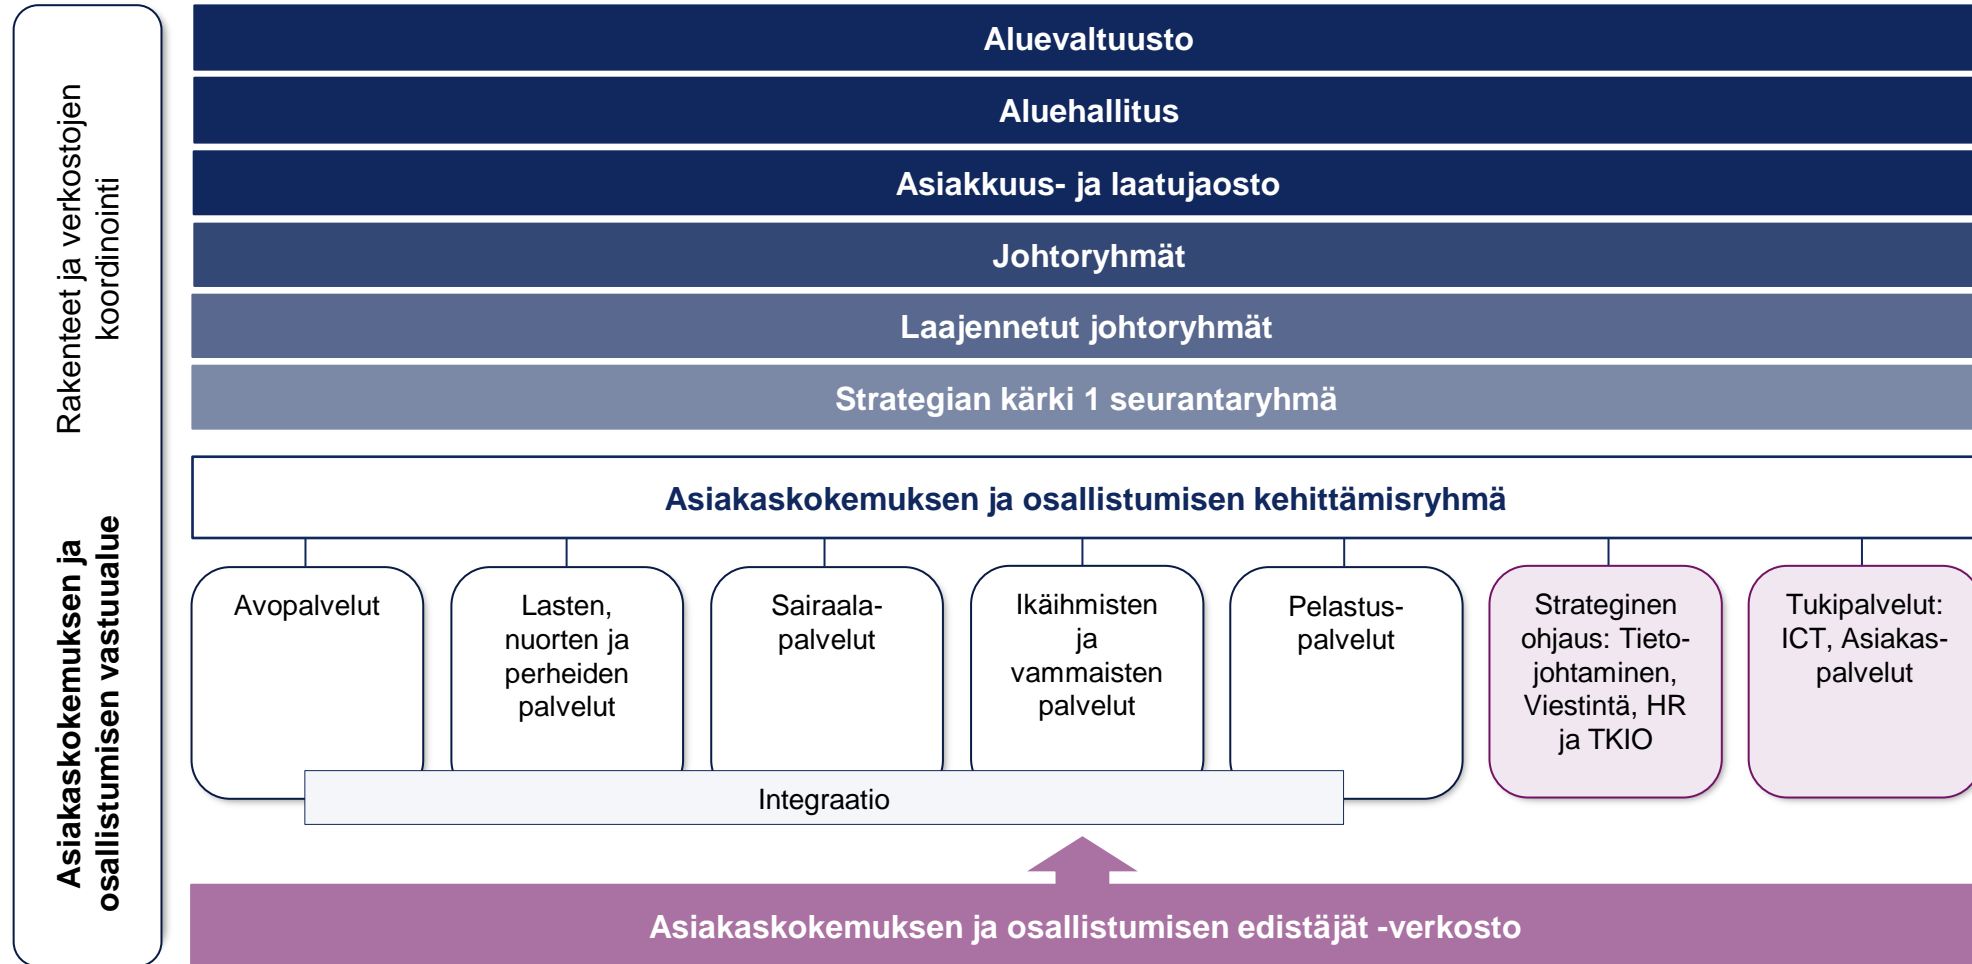 Rakenteet ja verkostojen
koordinointi
Asiakaskokemuksen ja
osallistumisen vastuualue
Aluevaltuusto
Aluehallitus
Asiakkuus- ja laatujaosto
Johtoryhmät
Laajennetut johtoryhmät
Strategian kärki 1 seurantaryhmä
Asiakaskokemuksen ja osallistumisen kehittämisryhmä
Avopalvelut
Lasten,
nuorten ja
perheiden
palvelut
Sairaala-
palvelut
Ikäihmisten
ja
vammaisten
palvelut
Pelastus-
palvelut
Strateginen
ohjaus: Tieto-
johtaminen,
Viestintä, HR
ja TKIO
Tukipalvelut:
ICT, Asiakas-
palvelut
Integraatio
Asiakaskokemuksen ja osallistumisen edistäjät -verkosto